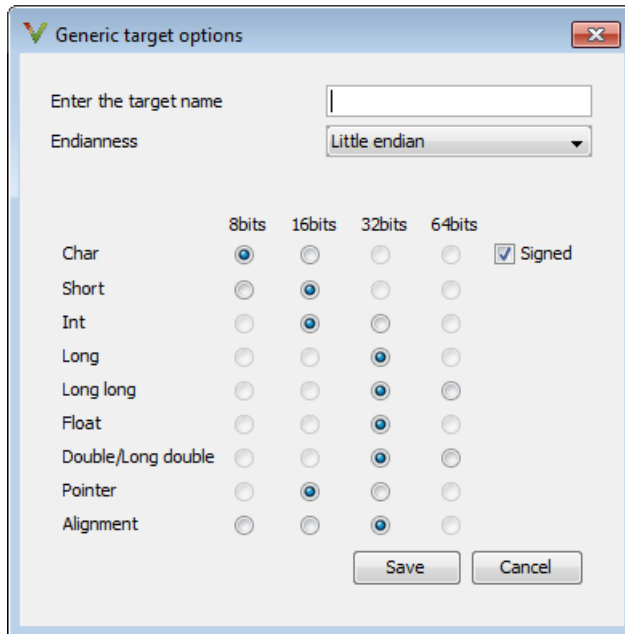 Generic target options
Enter the target name
Endianness Little endian
8bits 16bits 32bits 64bits
Char Signed
Short
Int
Long
Long long
Float
Double/Long double
Pointer
Alignment
Save Cancel